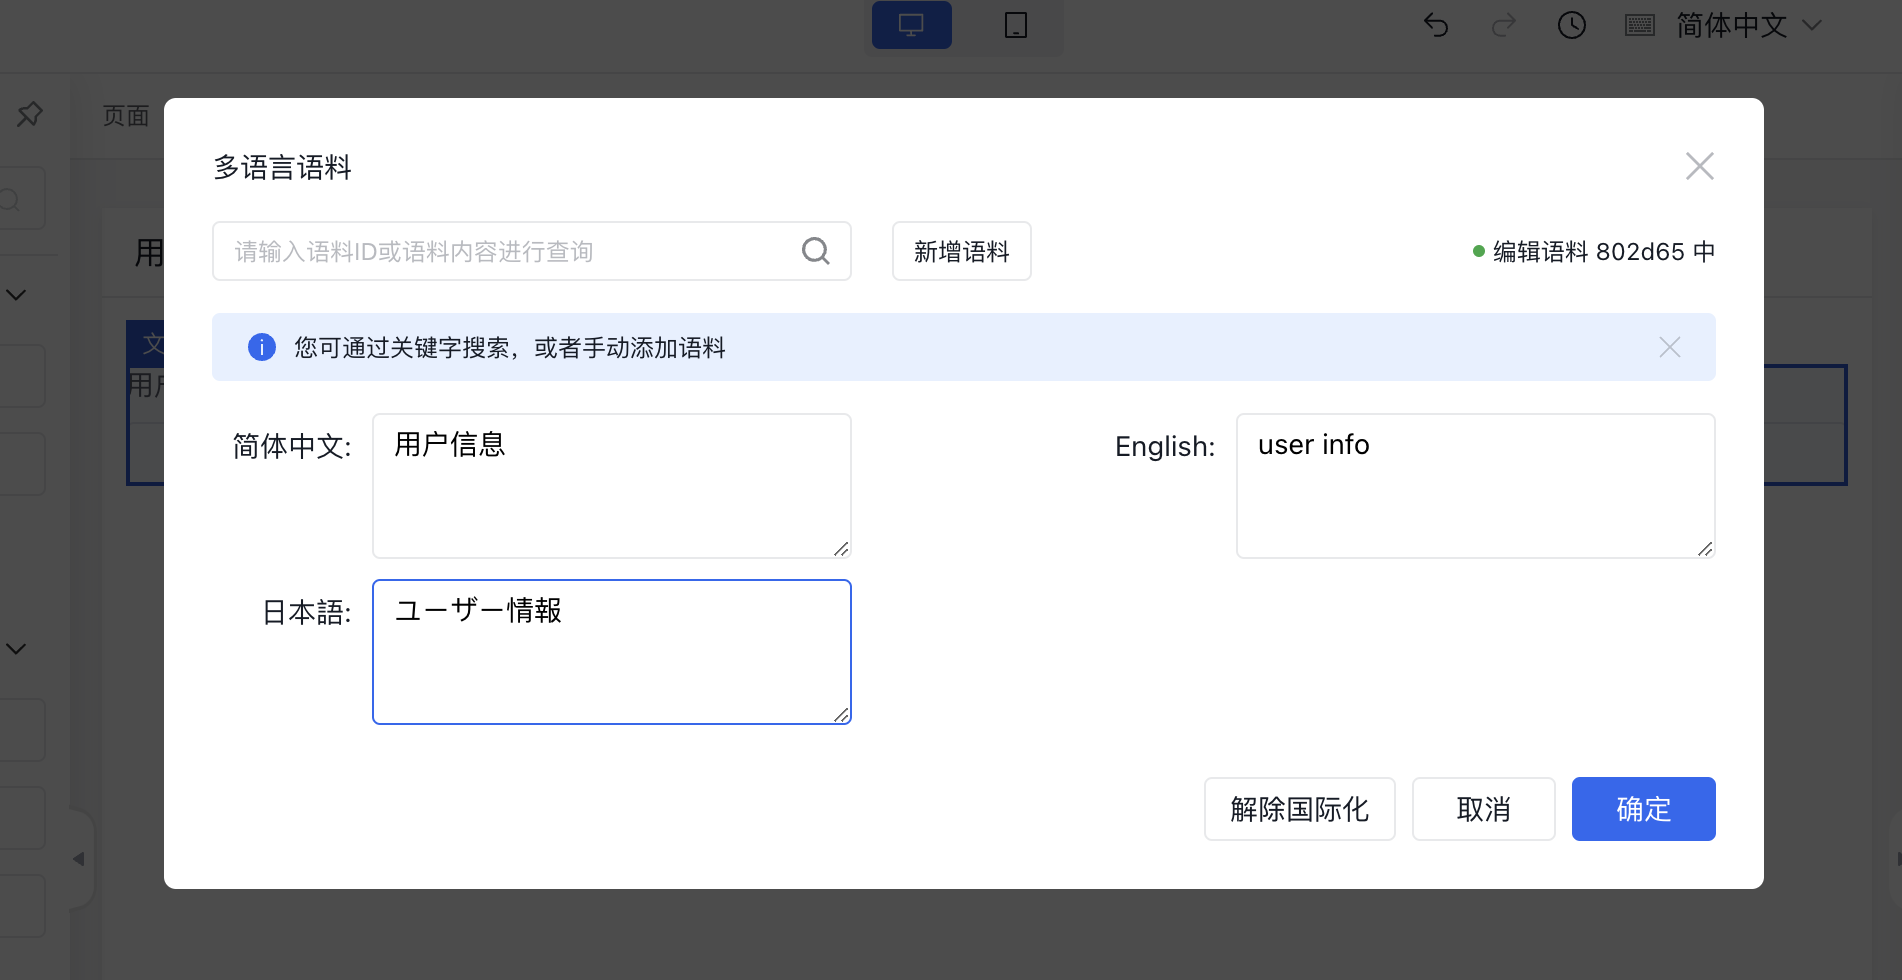 简体中文
页面
多语言语料
请输入语料ID或语料内容进行查询
新增语料
编辑语料 802d65 中
用
您可通过关键字搜索，或者手动添加语料
文
用户
简体中文:
用户信息
English:
user info
日本語:
ユーザー情報
解除国际化
取消
确定